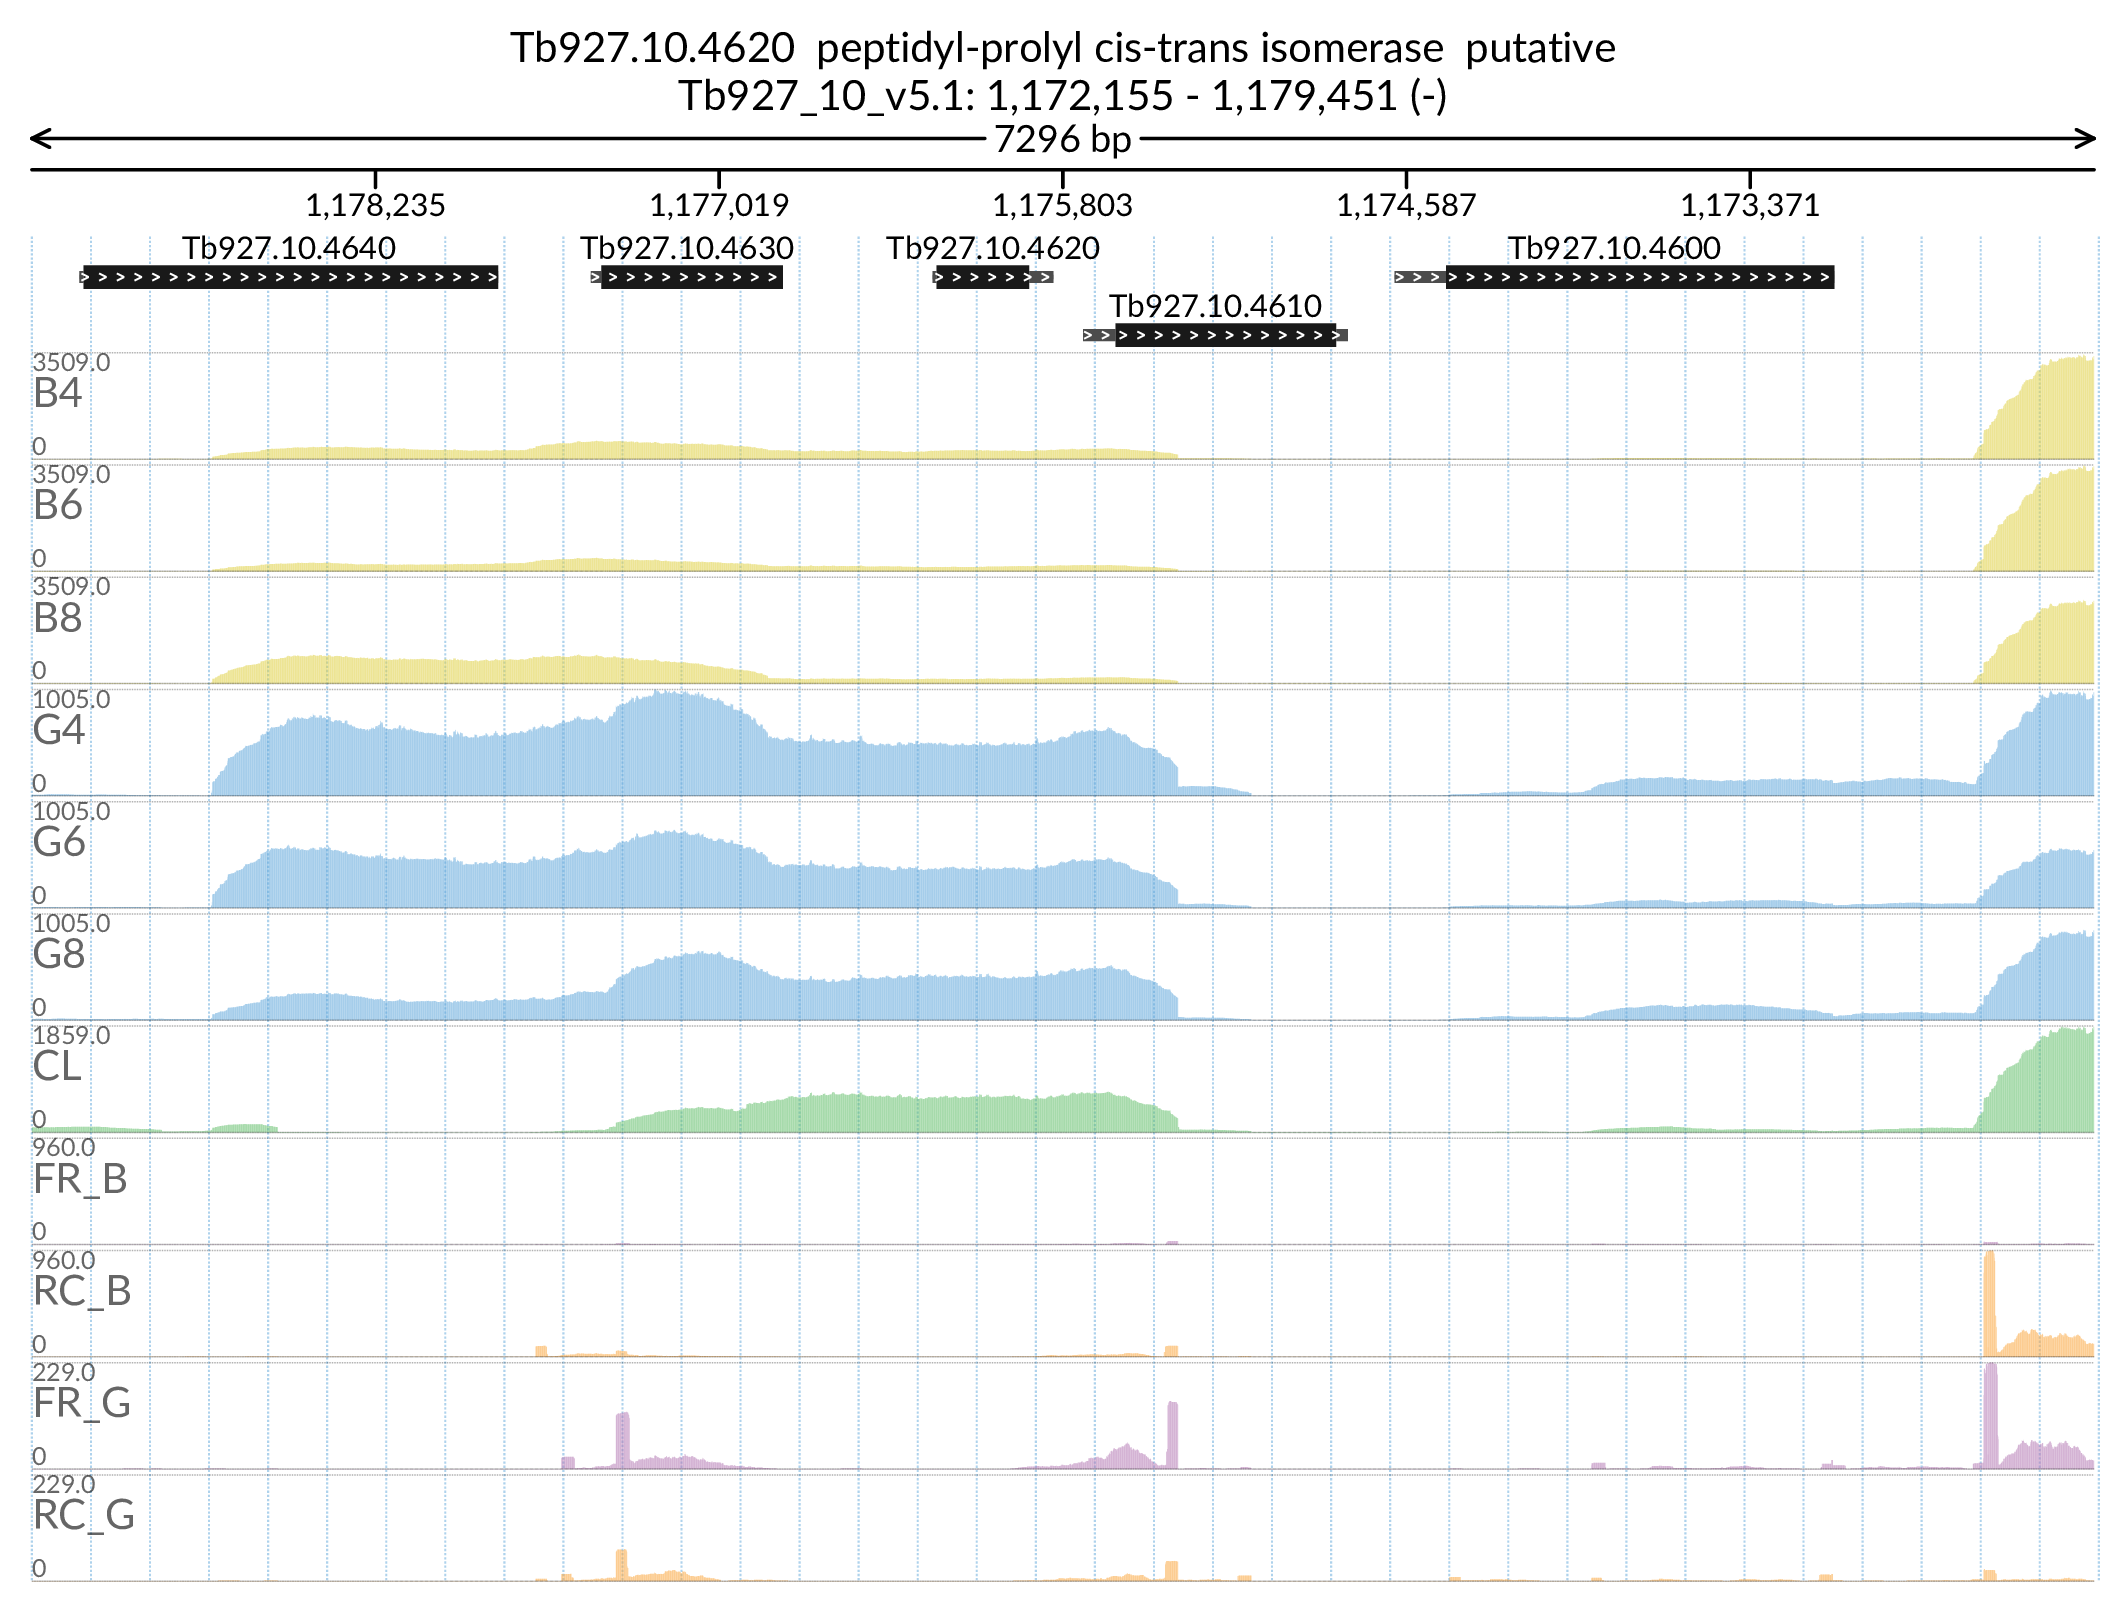 Tb927.10.4620  peptidyl-prolyl cis-trans isomerase  putative
Tb927_10_v5.1: 1,172,155 - 1,179,451 (-)
7296 bp
1,178,235 1,177,019 1,175,803 1,174,587 1,173,371
Tb927.10.4640 Tb927.10.4630 Tb927.10.4620 Tb927.10.4600
Tb927.10.4610
3509.0
B4
0
3509.0
B6
0
3509.0
B8
0
1005.0
G4
0
1005.0
G6
0
1005.0
G8
0
1859.0
CL
0
960.0
FR_B
0
960.0
RC_B
0
229.0
FR_G
0
229.0
RC_G
0